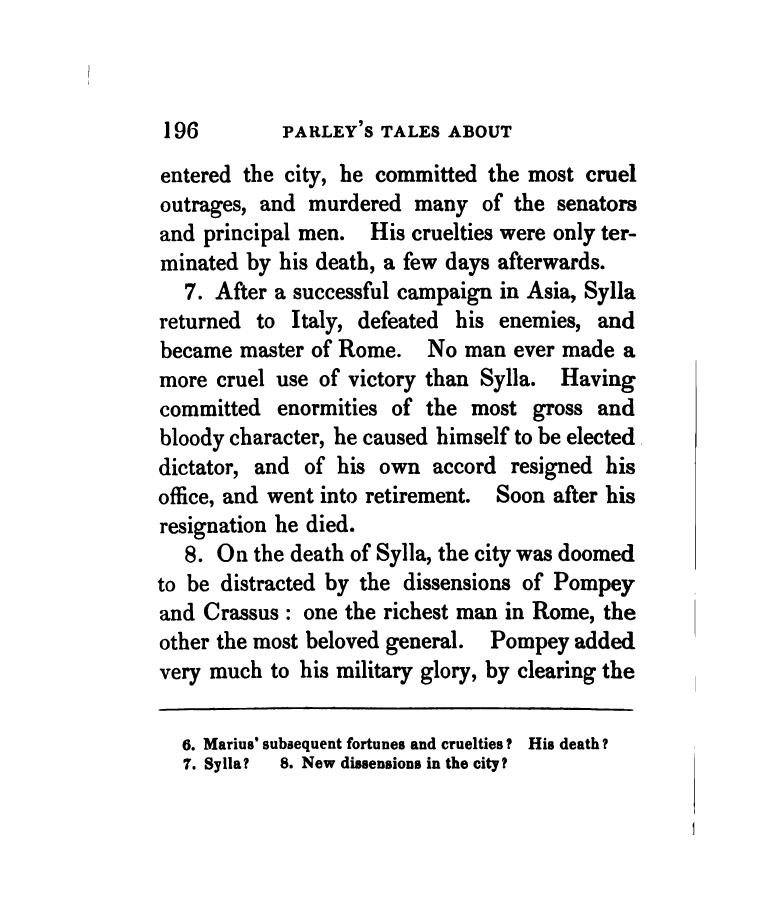 196 PARLEY'S TALES ABOUT
entered the city, he committed the most cruel
outrages, and murdered many of the senators
and principal men. His cruelties were only ter-
minated by his death, a few days afterwards.
7. After a successful campaign in Asia, Sylla
returned to Italy, defeated his enemies, and
became master of Rome. No man ever made a
more cruel use of victory than Sylla. Having
committed enormities of the most gross and
bloody character, he caused himself to be elected
dictator, and of his own accord resigned his
office, and went into retirement. Soon after his
resignation he died.
8. On the death of Sylla, the city was doomed
to be distracted by the dissensions of Pompey
and Crassus : one the richest man in Rome, the
other the most beloved general. Pompey added
very much to his military glory, by clearing the
6. Marius' subsequent fortunes and cruelties? His death?
7. Sylla? 8. New dissensions in the city?